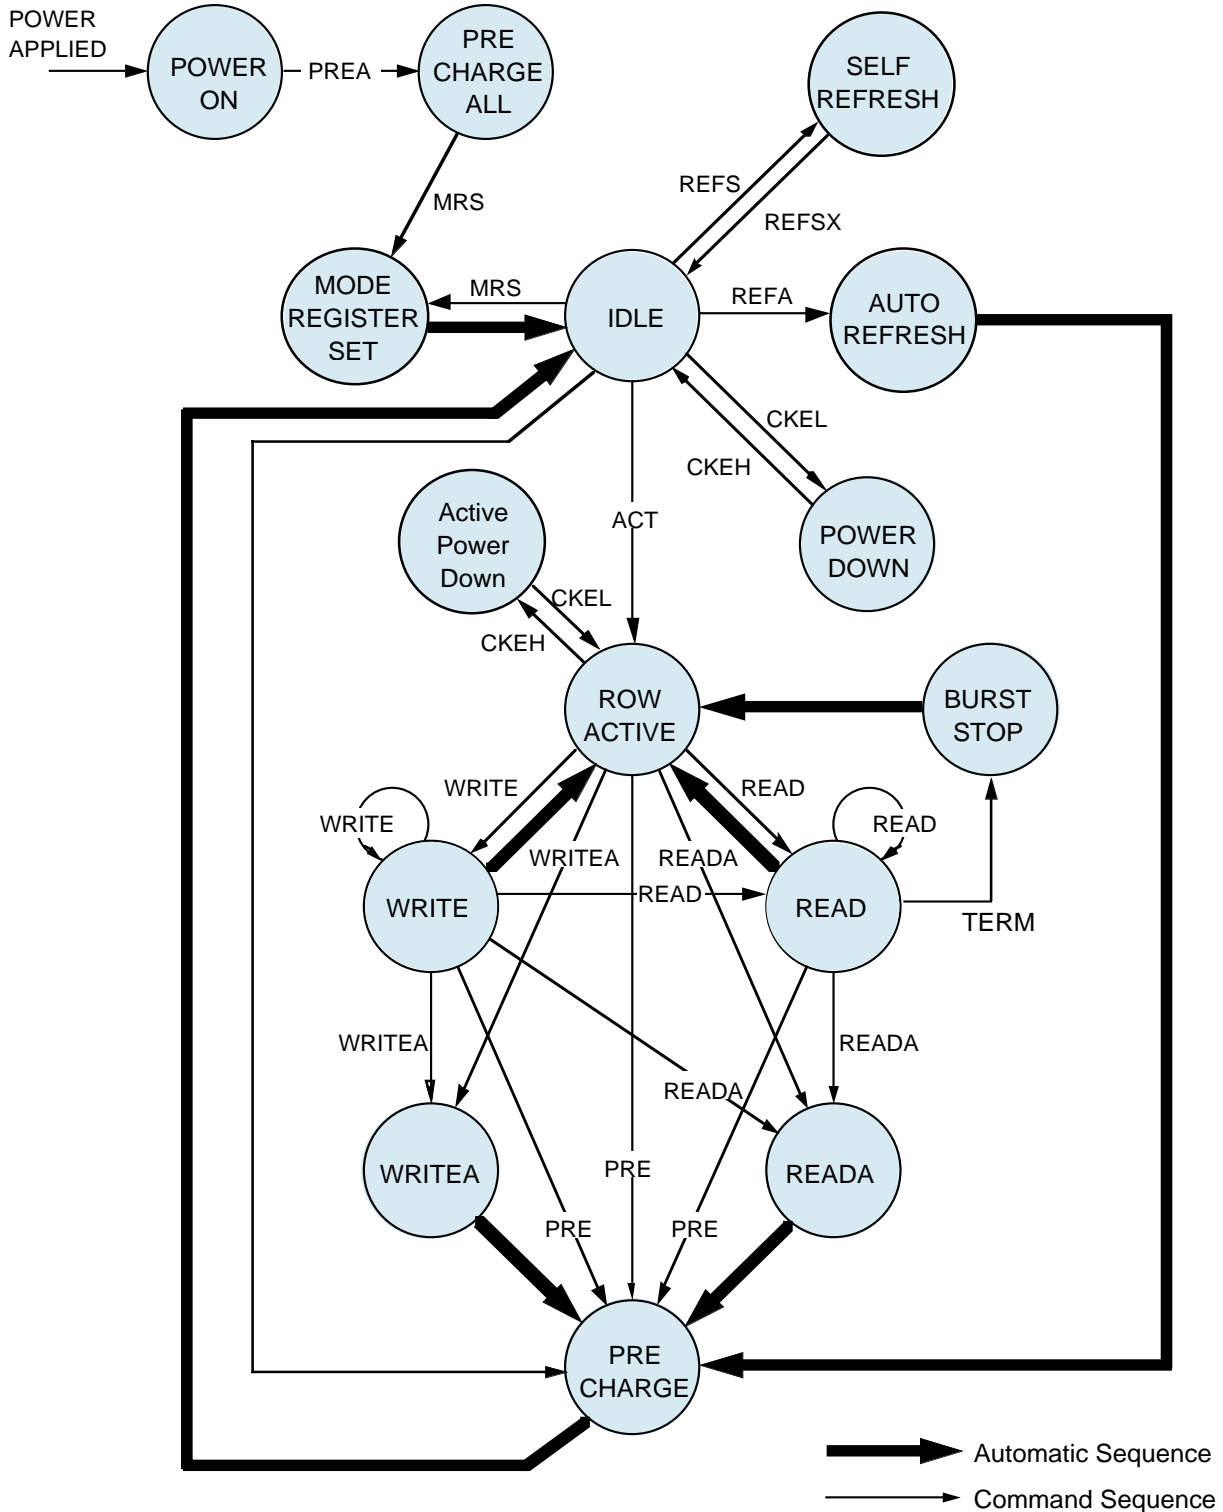 POWER
APPLIED
POWER
ON
PREA
PRE
CHARGE
ALL
SELF
REFRESH
MRS
REFS
REFSX
MODE
REGISTER
SET
MRS
IDLE
REFA
AUTO
REFRESH
CKEL
CKEH
Active
Power
Down
ACT
POWER
DOWN
CKEL
CKEH
ROW
ACTIVE
BURST
STOP
WRITE
READ
WRITE
READ
WRITEA
READA
WRITE
READ
READ
TERM
WRITEA
READA
READA
WRITEA
PRE
READA
PRE
PRE
PRE
CHARGE
Automatic Sequence
Command Sequence